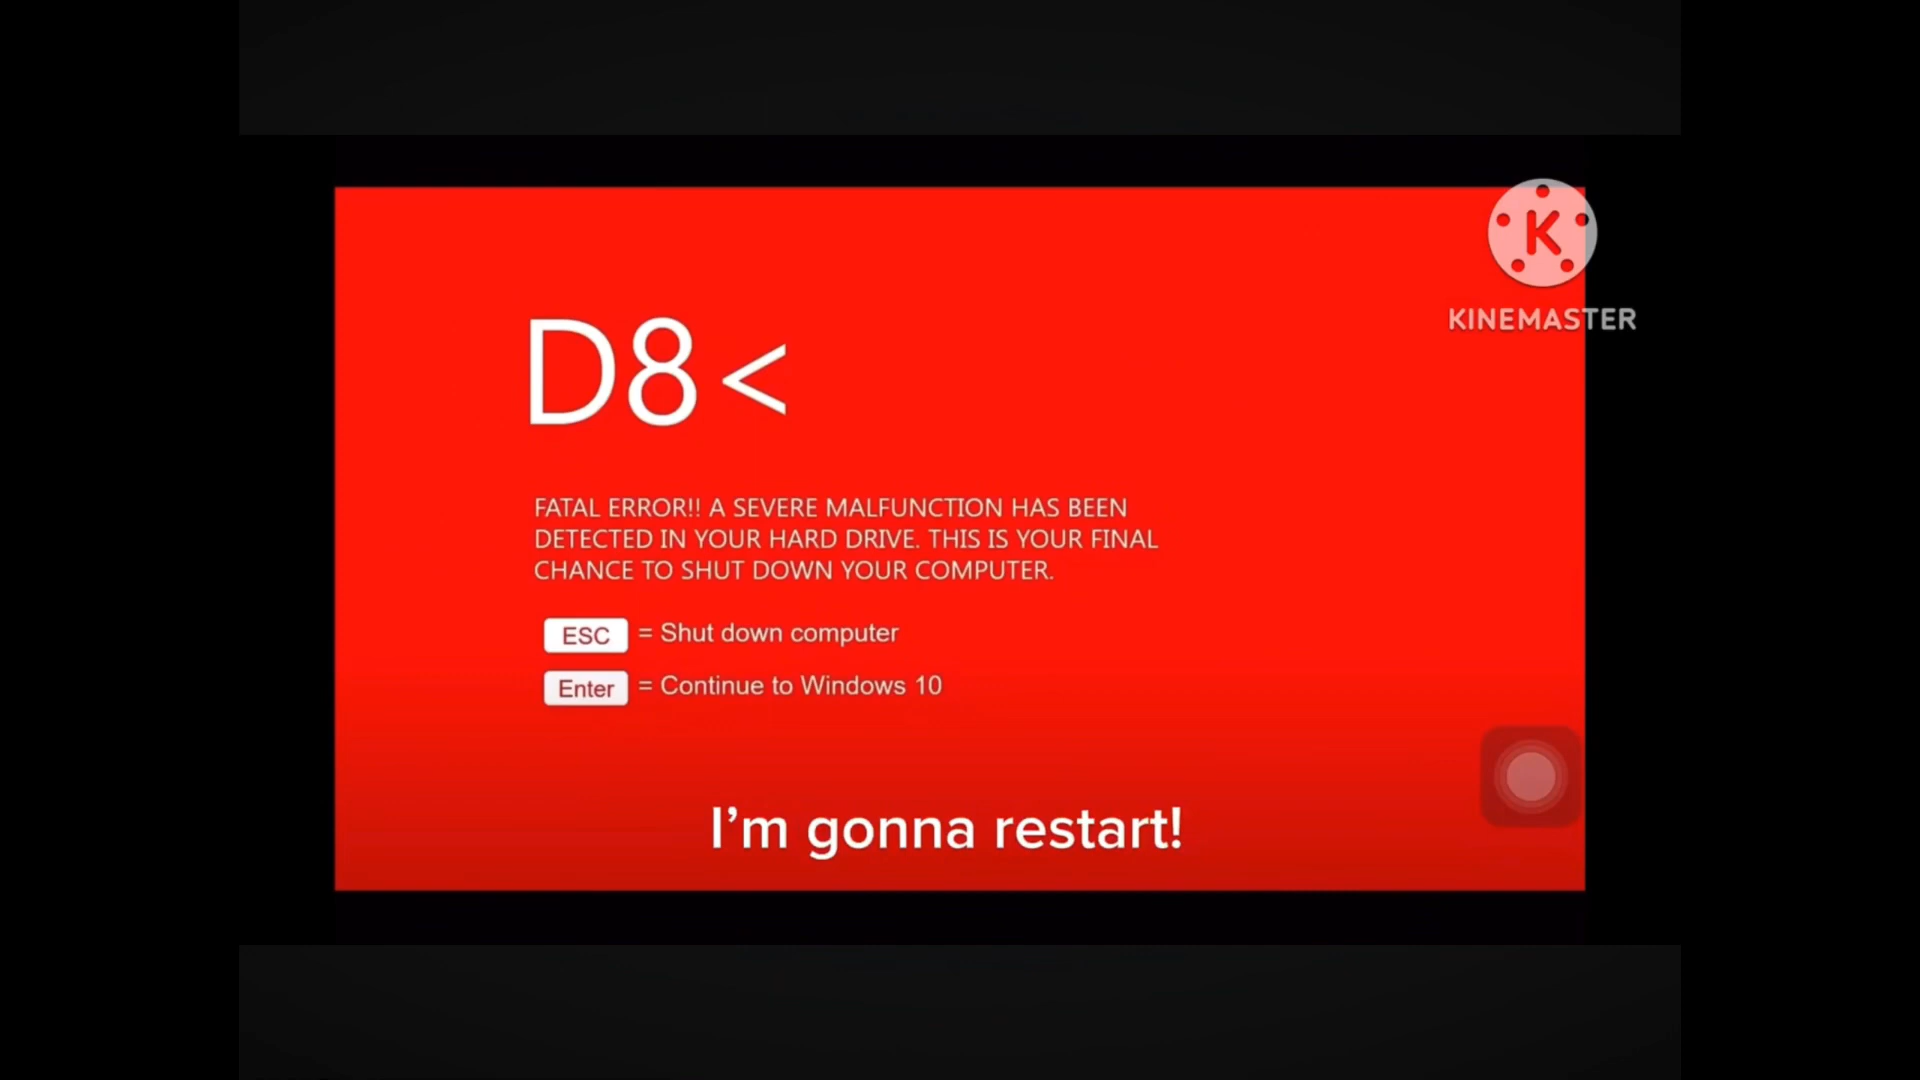 K
KINEMASTER
D8<
FATAL ERROR!! A SEVERE MALFUNCTION HAS BEEN
DETECTED IN YOUR HARD DRIVE. THIS IS YOUR FINAL
CHANCE TO SHUT DOWN YOUR COMPUTER.
ESC = Shut down computer
Enter = Continue to Windows 10
I'm gonna restart!